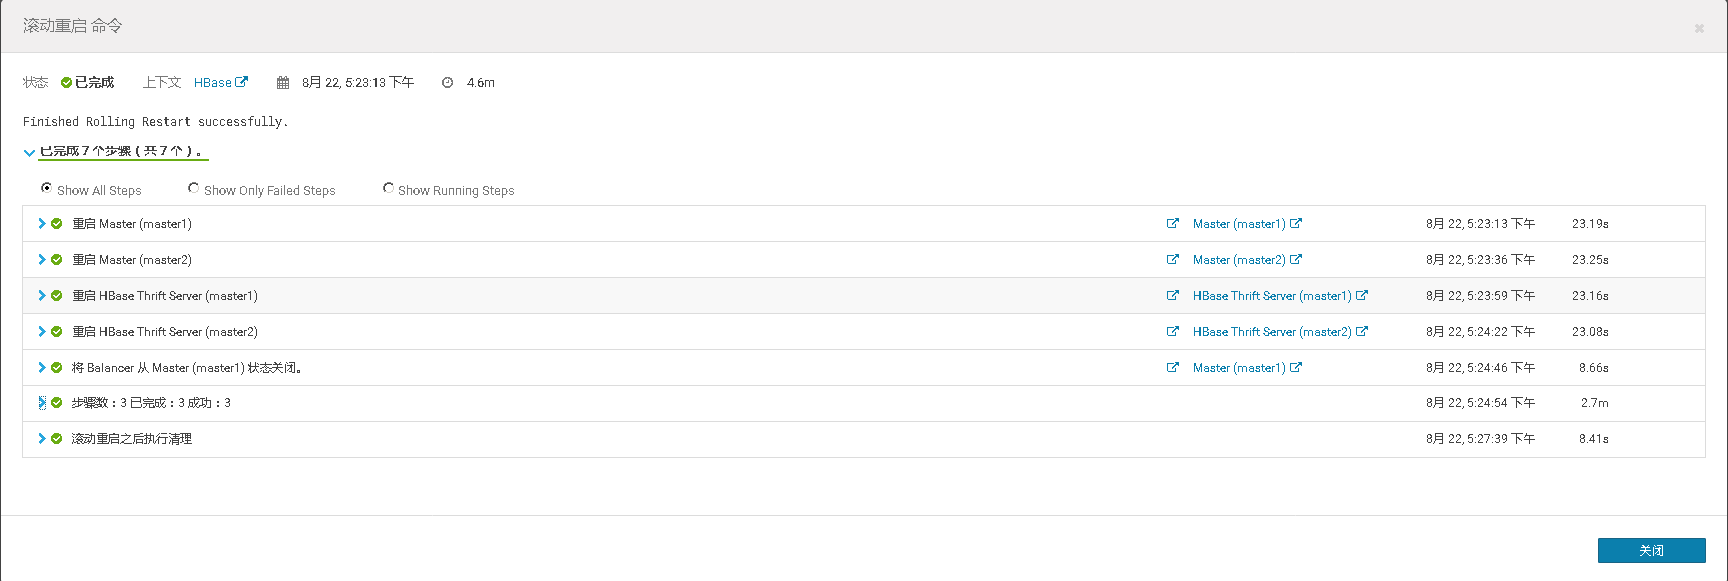 滚动重启 命令
状态 已完成 上下文 HBase 8月 22, 5:23:13 下午 4.6m
Finished Rolling Restart successfully.
已完成 7 个步骤（共 7 个）。
Show All Steps Show Only Failed Steps Show Running Steps
重启 Master (master1) Master (master1) 8月 22, 5:23:13 下午 23.19s
重启 Master (master2) Master (master2) 8月 22, 5:23:36 下午 23.25s
重启 HBase Thrift Server (master1) HBase Thrift Server (master1) 8月 22, 5:23:59 下午 23.16s
重启 HBase Thrift Server (master2) HBase Thrift Server (master2) 8月 22, 5:24:22 下午 23.08s
将 Balancer 从 Master (master1) 状态关闭。 Master (master1) 8月 22, 5:24:46 下午 8.66s
步骤数：3 已完成：3 成功：3 8月 22, 5:24:54 下午 2.7m
滚动重启之后执行清理 8月 22, 5:27:39 下午 8.41s
关闭